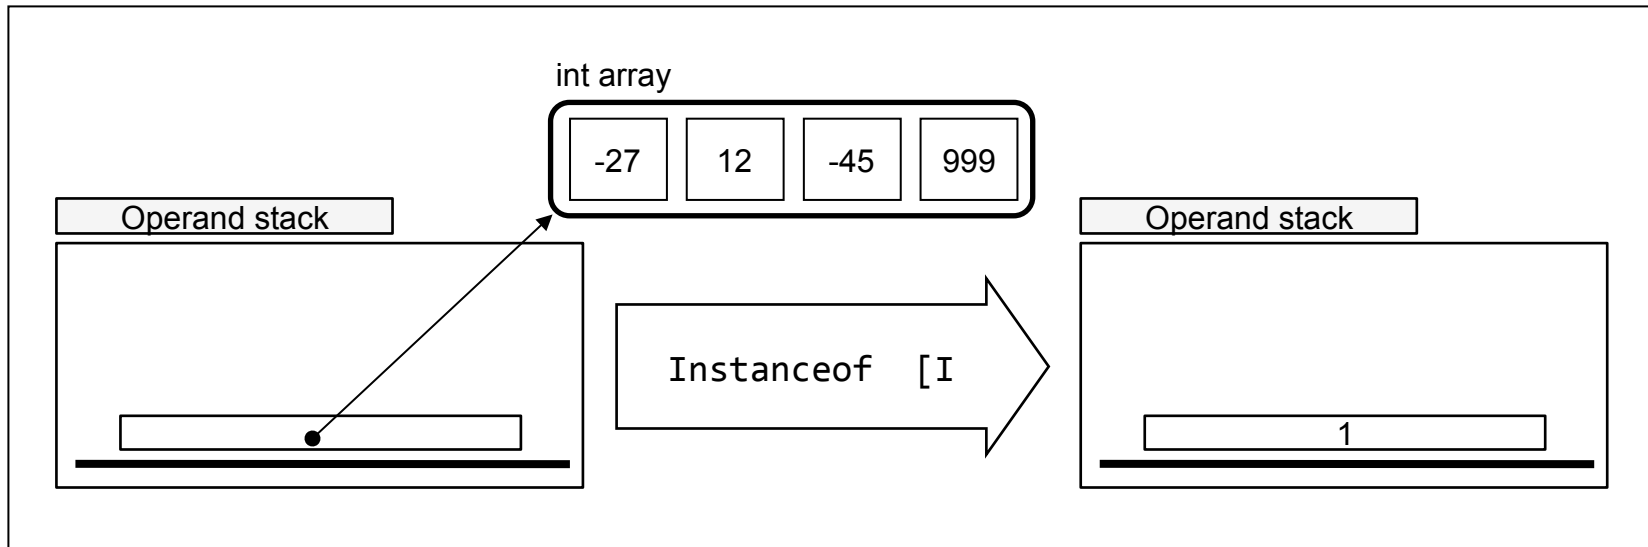 int array
-27 12 -45 999
Operand stack
Operand stack
Instanceof [I
1